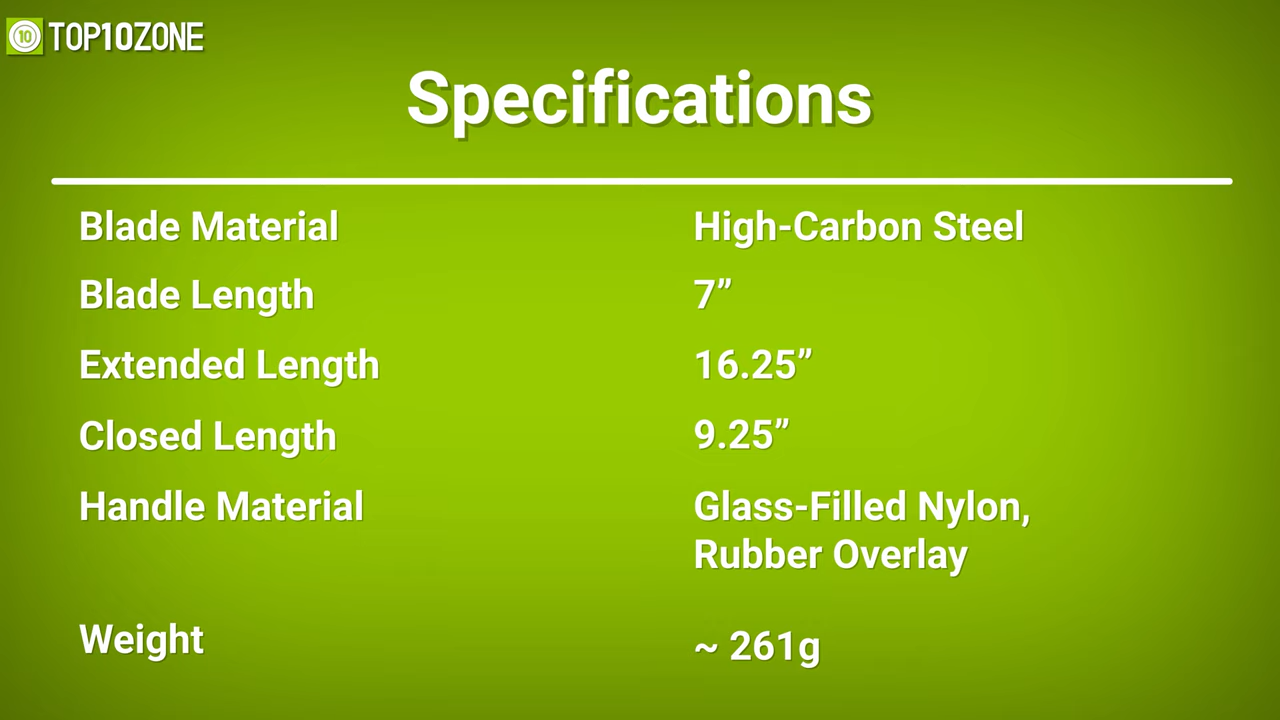 10 TOP10ZONE
Specifications
Blade Material High-Carbon Steel
Blade Length 7”
Extended Length 16.25”
Closed Length 9.25”
Handle Material Glass-Filled Nylon,
Rubber Overlay
Weight ~ 261g